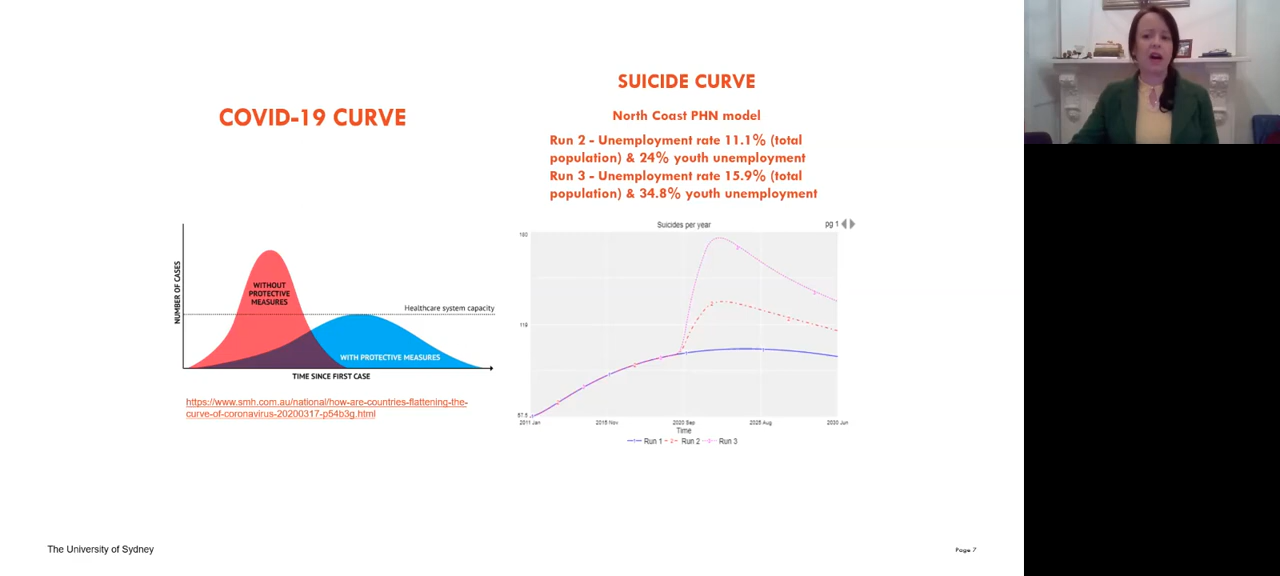 COVID-19 CURVE
SUICIDE CURVE
North Coast PHN model
Run 2 - Unemployment rate 11.1% (total
population) & 24% youth unemployment
Run 3 - Unemployment rate 15.9% (total
population) & 34.8% youth unemployment
NUMBER OF CASES
WITHOUT
PROTECTIVE
MEASURES
Healthcare system capacity
WITH PROTECTIVE MEASURES
TIME SINCE FIRST CASE
https://www.smh.com.au/national/how-are-countries-flattening-the-
curve-of-coronavirus-20200317-p54b3g.html
Suicides per year
pg 1
180
119
57.5
2011 Jan
2015 Nov
2020 Sep
2025 Aug
2030 Jun
Time
Run 1
Run 2
Run 3
The University of Sydney
Page 7